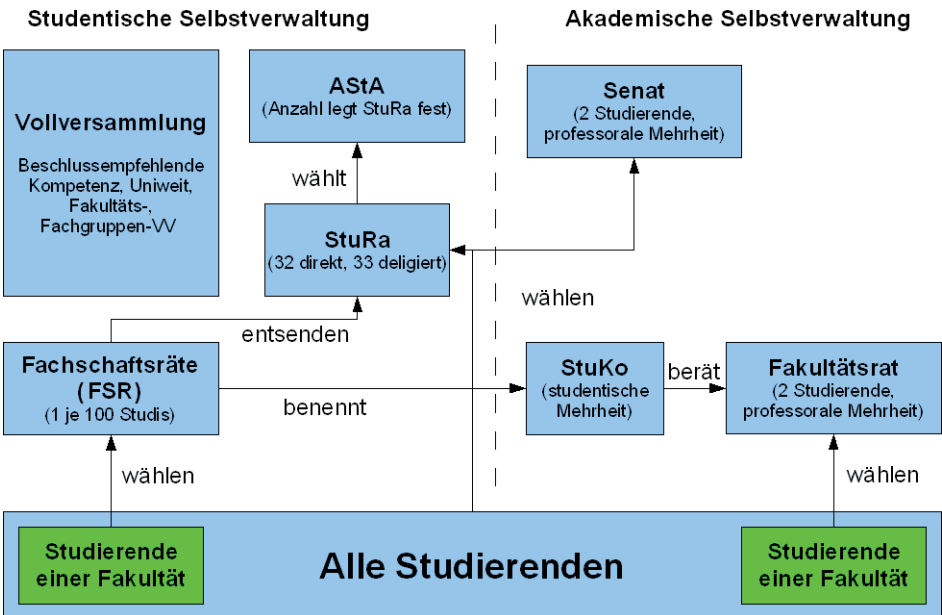 Studentische Selbstverwaltung
Akademische Selbstverwaltung
Vollversammlung
Beschlussempfehlende
Kompetenz, Uniweit,
Fakultäts-,
Fachgruppen-VV
AStA
(Anzahl legt StuRa fest)
Senat
(2 Studierende,
professorale Mehrheit)
wählt
StuRa
(32 direkt, 33 deligiert)
wählen
entsenden
Fachschaftsräte
(FSR)
(1 je 100 Studis)
benennt
StuKo
(studentische
Mehrheit)
berät
Fakultätsrat
(2 Studierende,
professorale Mehrheit)
wählen
wählen
Studierende
einer Fakultät
Alle Studierenden
Studierende
einer Fakultät